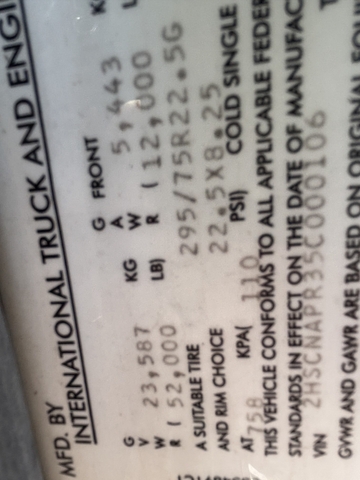 MFD. BY
INTERNATIONAL TRUCK AND ENGI
G FRONT
G V W R 23,587 KG A W R 5,443
( 52,000 LB) ( 12,000
A SUITABLE TIRE 295/75R22.5G
AND RIM CHOICE 22.5X8.25
AT 758 KPA( 110 PSI) COLD SINGLE
THIS VEHICLE CONFORMS TO ALL APPLICABLE FEDER
STANDARDS IN EFFECT ON THE DATE OF MANUFAC
VIN 2HSCNAPR35C000106
GVWR AND GAWR ARE BASED ON ORIGINAL